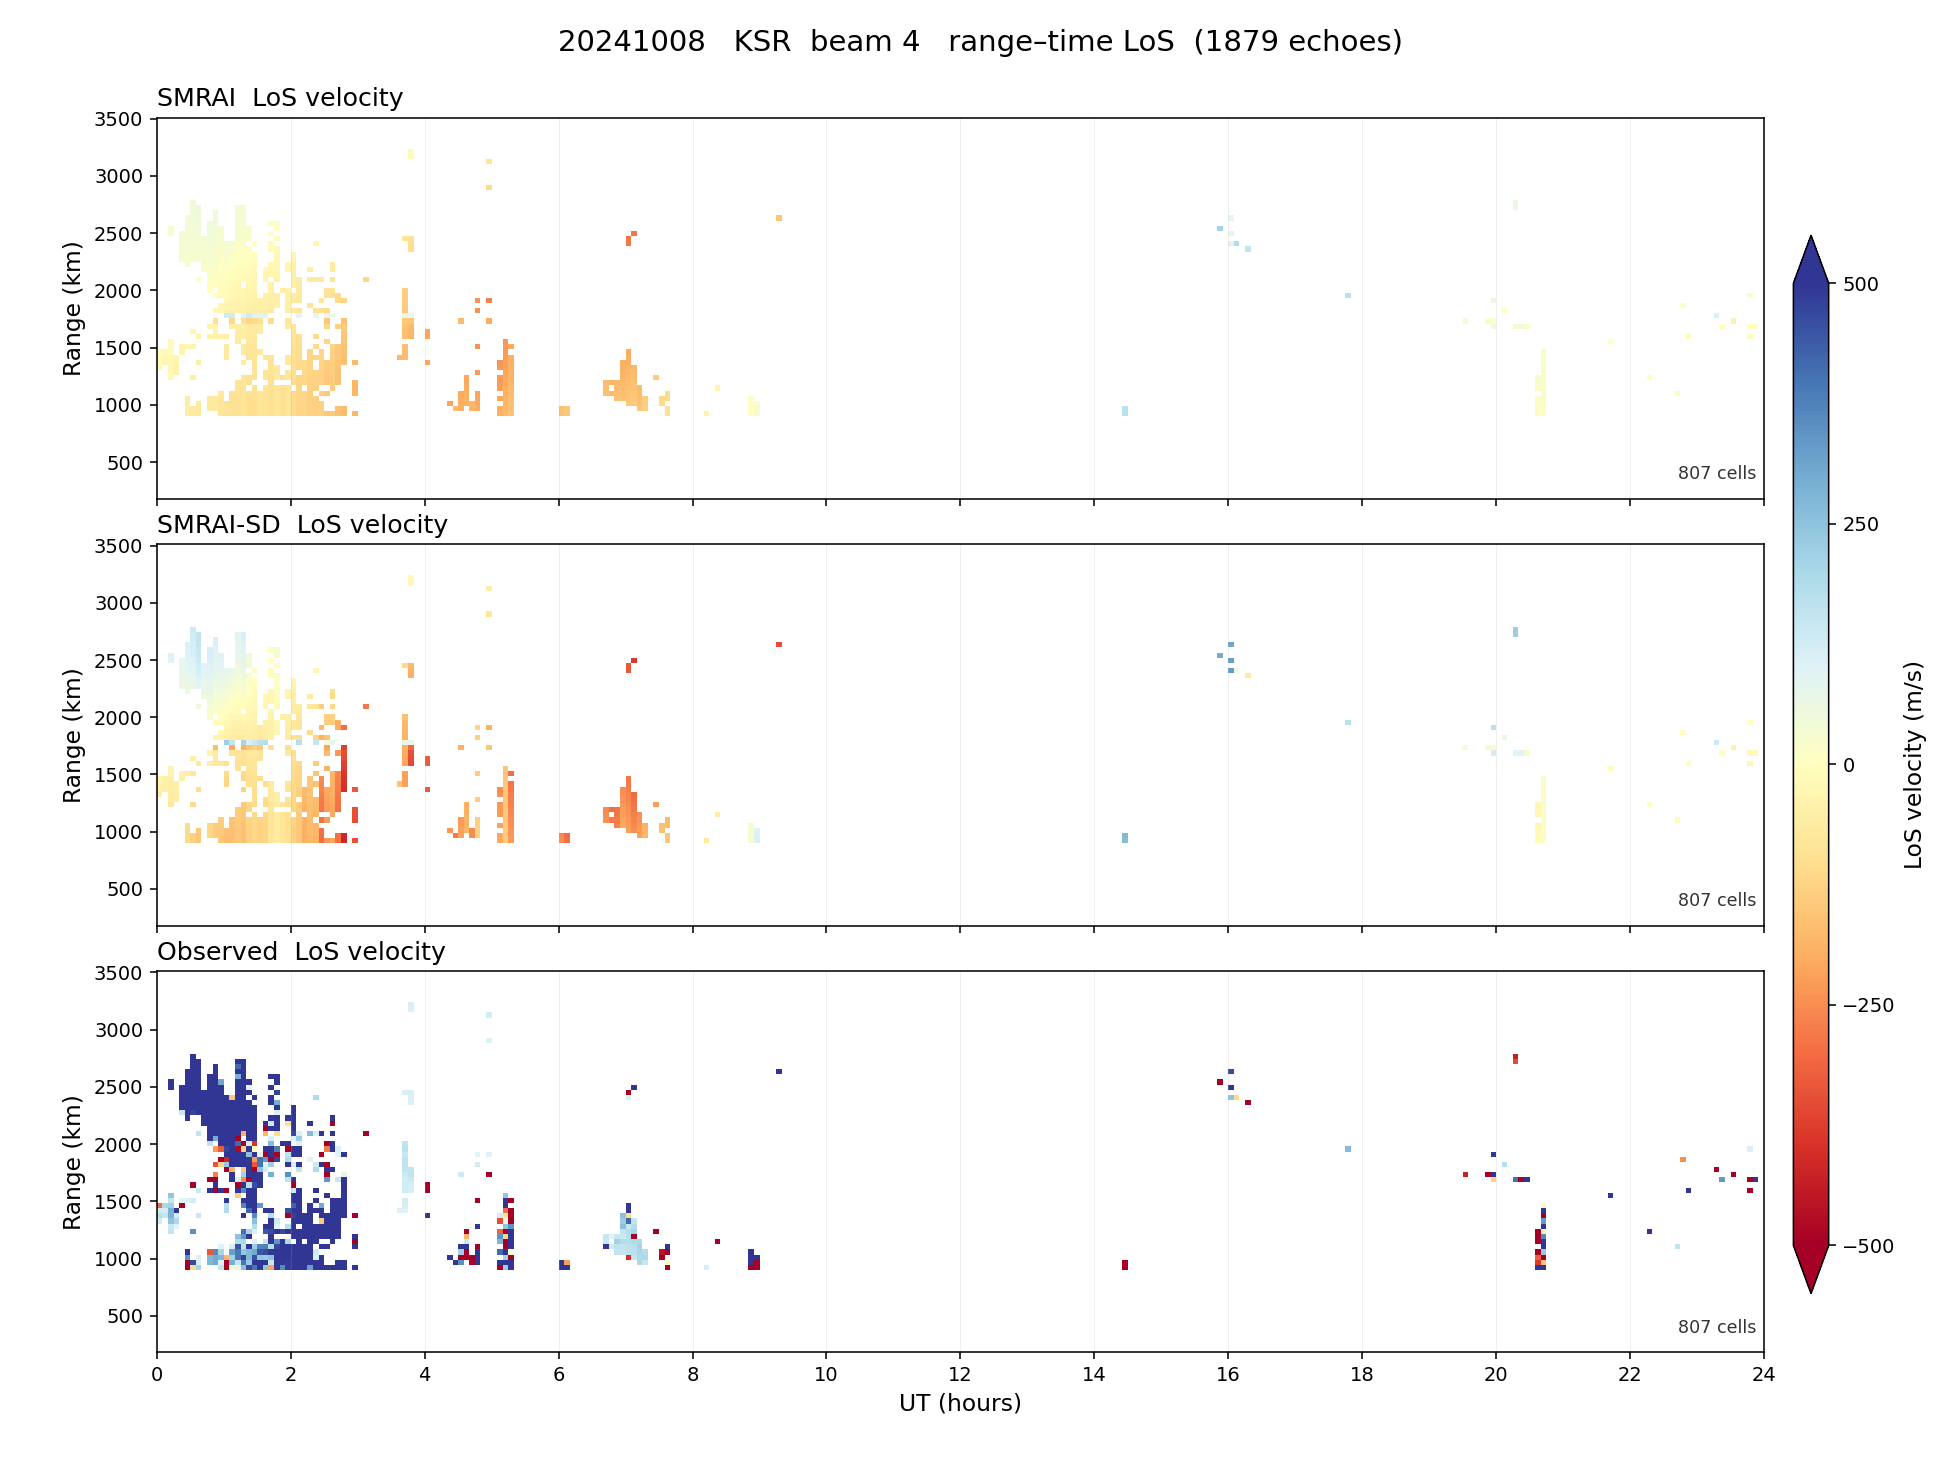 20241008   KSR  beam 4   range–time LoS  (1879 echoes)
SMRAI  LoS velocity
3500
3000
2500
2000
1500
1000
500
Range (km)
807 cells
SMRAI-SD  LoS velocity
3500
3000
2500
2000
1500
1000
500
Range (km)
807 cells
Observed  LoS velocity
3500
3000
2500
2000
1500
1000
500
Range (km)
807 cells
0 2 4 6 8 10 12 14 16 18 20 22 24
UT (hours)
500
250
0
−250
−500
LoS velocity (m/s)